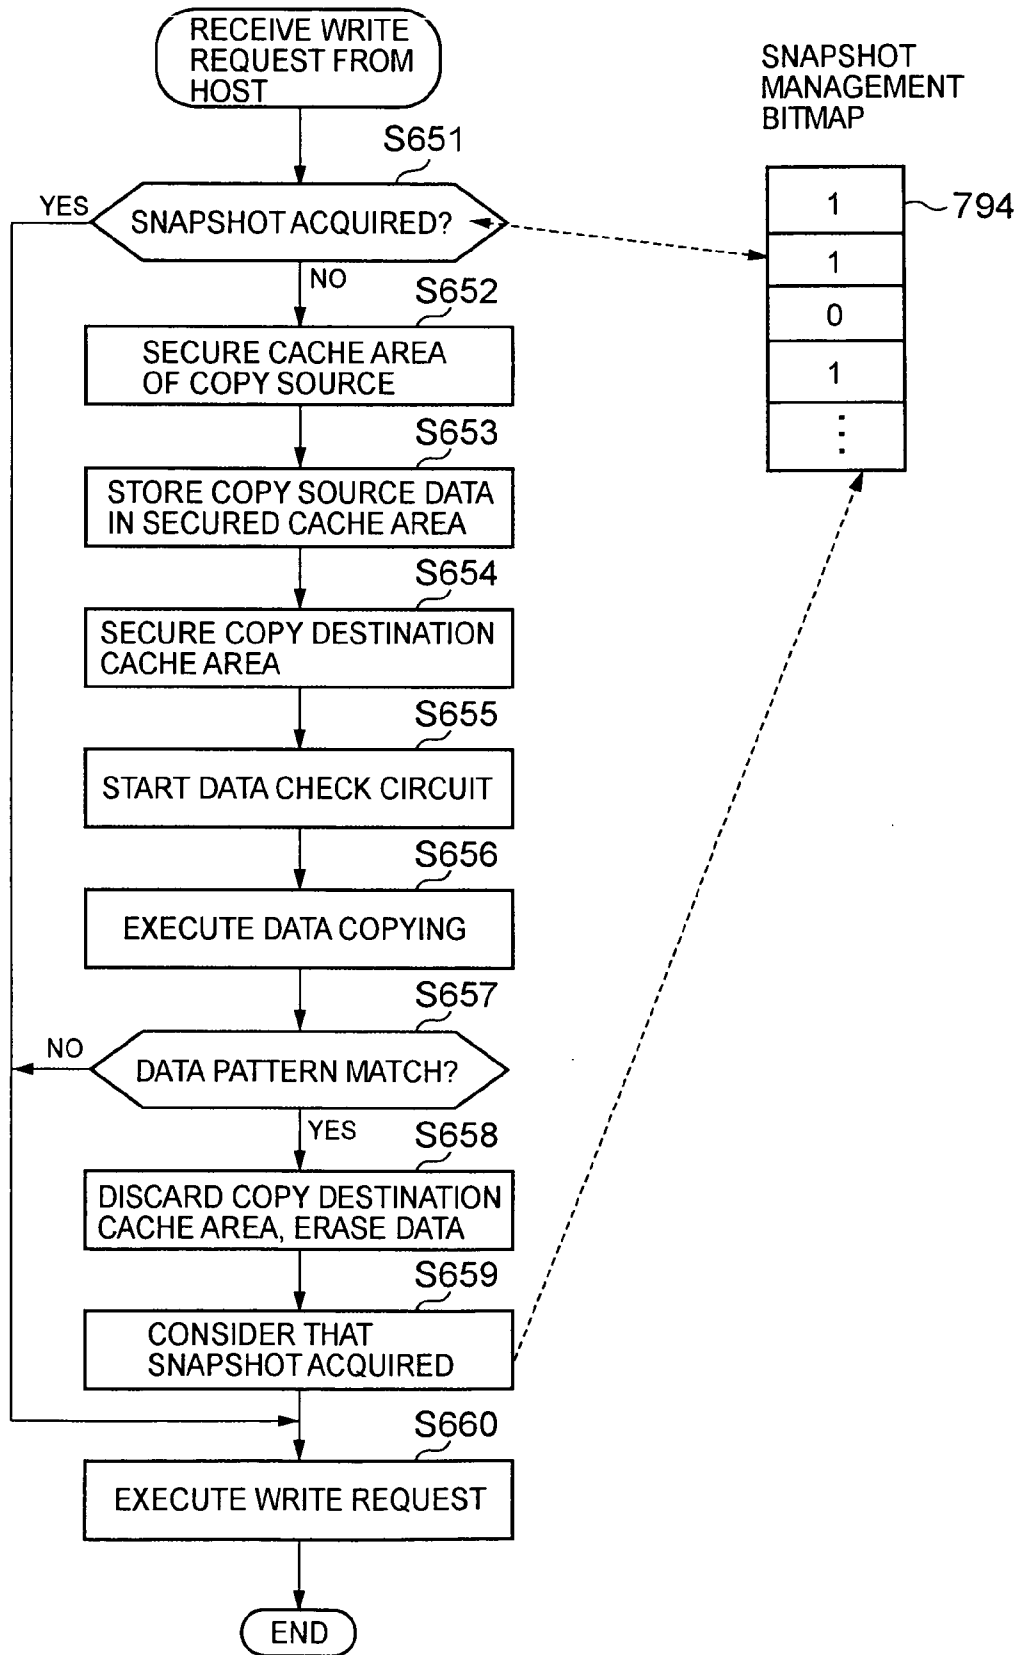 RECEIVE WRITE
REQUEST FROM
HOST
SNAPSHOT
MANAGEMENT
BITMAP
S651
YES
SNAPSHOT ACQUIRED?
1
794
1
NO
0
S652
SECURE CACHE AREA
OF COPY SOURCE
1
⋮
S653
STORE COPY SOURCE DATA
IN SECURED CACHE AREA
S654
SECURE COPY DESTINATION
CACHE AREA
S655
START DATA CHECK CIRCUIT
S656
EXECUTE DATA COPYING
S657
NO
DATA PATTERN MATCH?
YES
S658
DISCARD COPY DESTINATION
CACHE AREA, ERASE DATA
S659
CONSIDER THAT
SNAPSHOT ACQUIRED
S660
EXECUTE WRITE REQUEST
END